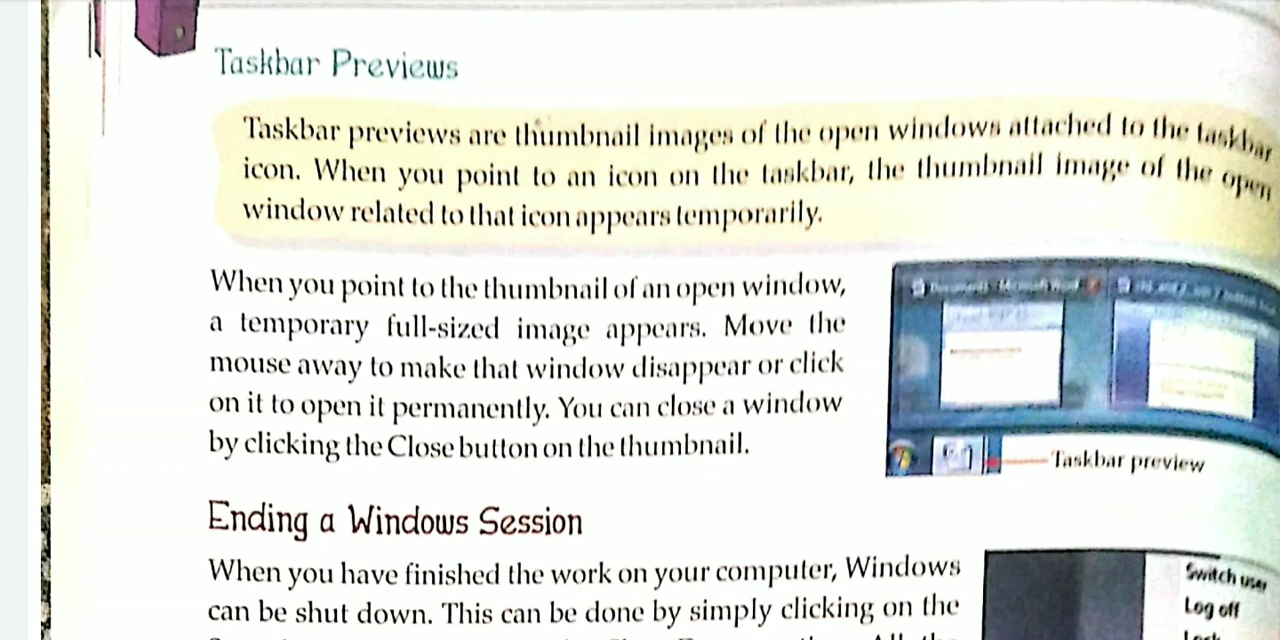 Taskbar Previews
Taskbar previews are thumbnail images of the open windows attached to the taskbar
icon. When you point to an icon on the taskbar, the thumbnail image of the open
window related to that icon appears temporarily.
When you point to the thumbnail of an open window,
a temporary full-sized image appears. Move the
mouse away to make that window disappear or click
on it to open it permanently. You can close a window
by clicking the Close button on the thumbnail.
Taskbar preview
Ending a Windows Session
When you have finished the work on your computer, Windows
can be shut down. This can be done by simply clicking on the
Switch user
Log off